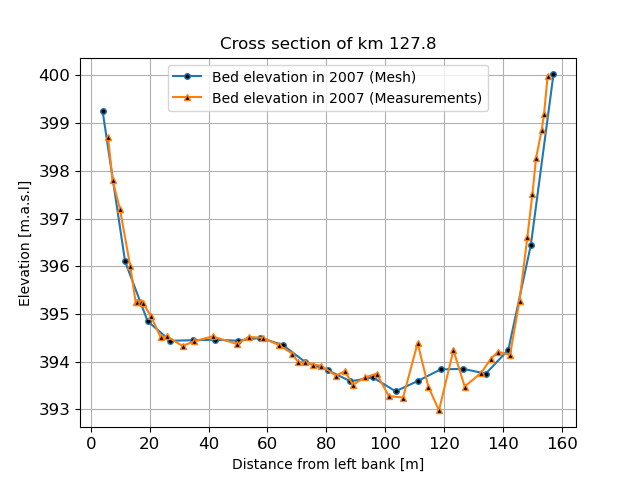 Cross section of km 127.8
Bed elevation in 2007 (Mesh)
Bed elevation in 2007 (Measurements)
Elevation [m.a.s.l]
400
399
398
397
396
395
394
393
0 20 40 60 80 100 120 140 160
Distance from left bank [m]